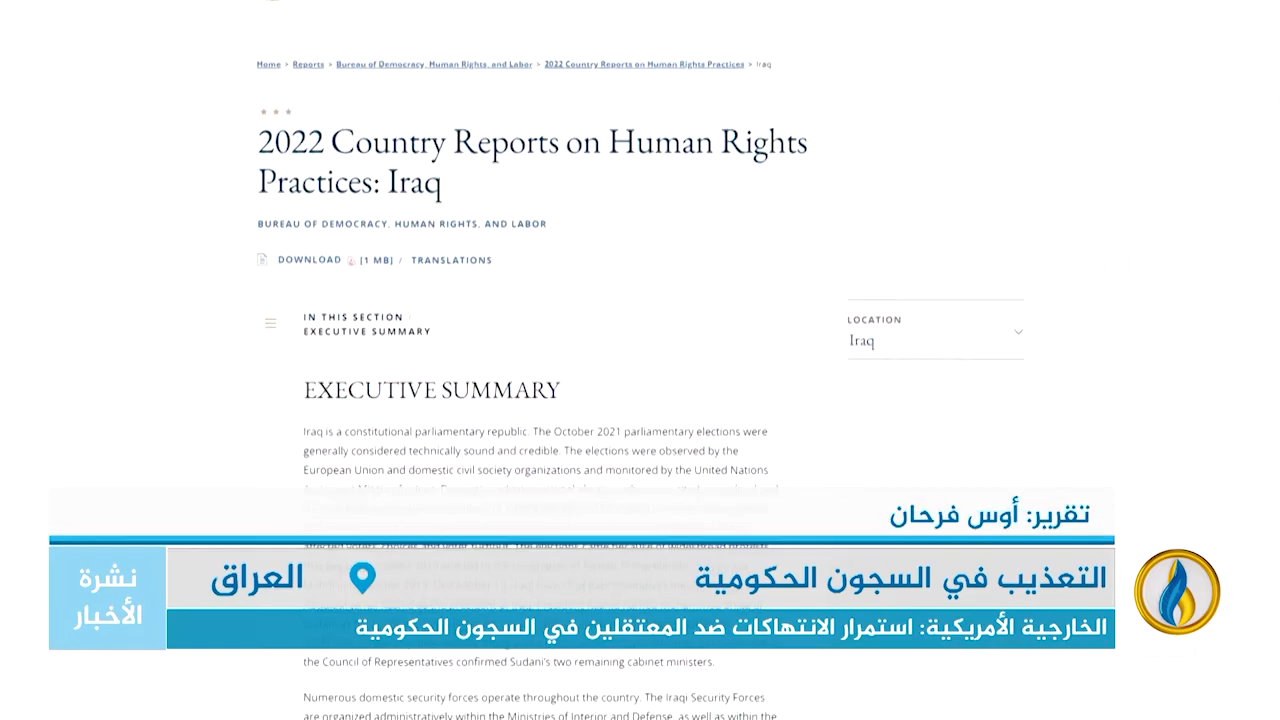 Home > Reports > Bureau of Democracy, Human Rights, and Labor > 2022 Country Reports on Human Rights Practices > Iraq
2022 Country Reports on Human Rights
Practices: Iraq
BUREAU OF DEMOCRACY, HUMAN RIGHTS, AND LABOR
DOWNLOAD [1 MB] / TRANSLATIONS
IN THIS SECTION
EXECUTIVE SUMMARY
LOCATION
Iraq
EXECUTIVE SUMMARY
Iraq is a constitutional parliamentary republic. The October 2021 parliamentary elections were
generally considered technically sound and credible. The elections were observed by the
European Union and domestic civil society organizations and monitored by the United Nations
تقرير: أوس فرحان
التعذيب في السجون الحكومية
العراق
نشرة
الأخبار
الخارجية الأمريكية: استمرار الانتهاكات ضد المعتقلين في السجون الحكومية
the Council of Representatives confirmed Sudani's two remaining cabinet ministers.
Numerous domestic security forces operate throughout the country. The Iraqi Security Forces
are organized administratively within the Ministries of Interior and Defense, as well as within the